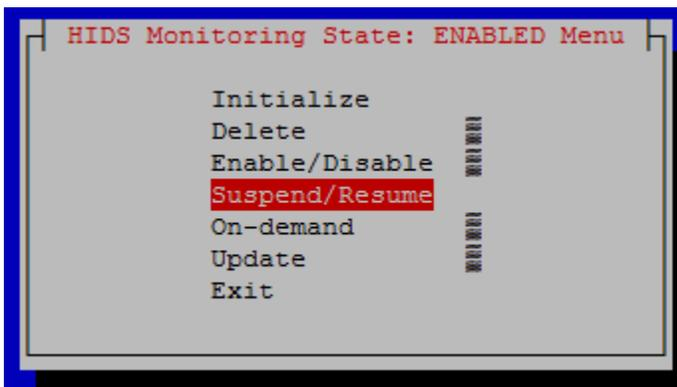 HIDS Monitoring State: ENABLED Menu
Initialize
Delete
Enable/Disable
Suspend/Resume
On-demand
Update
Exit